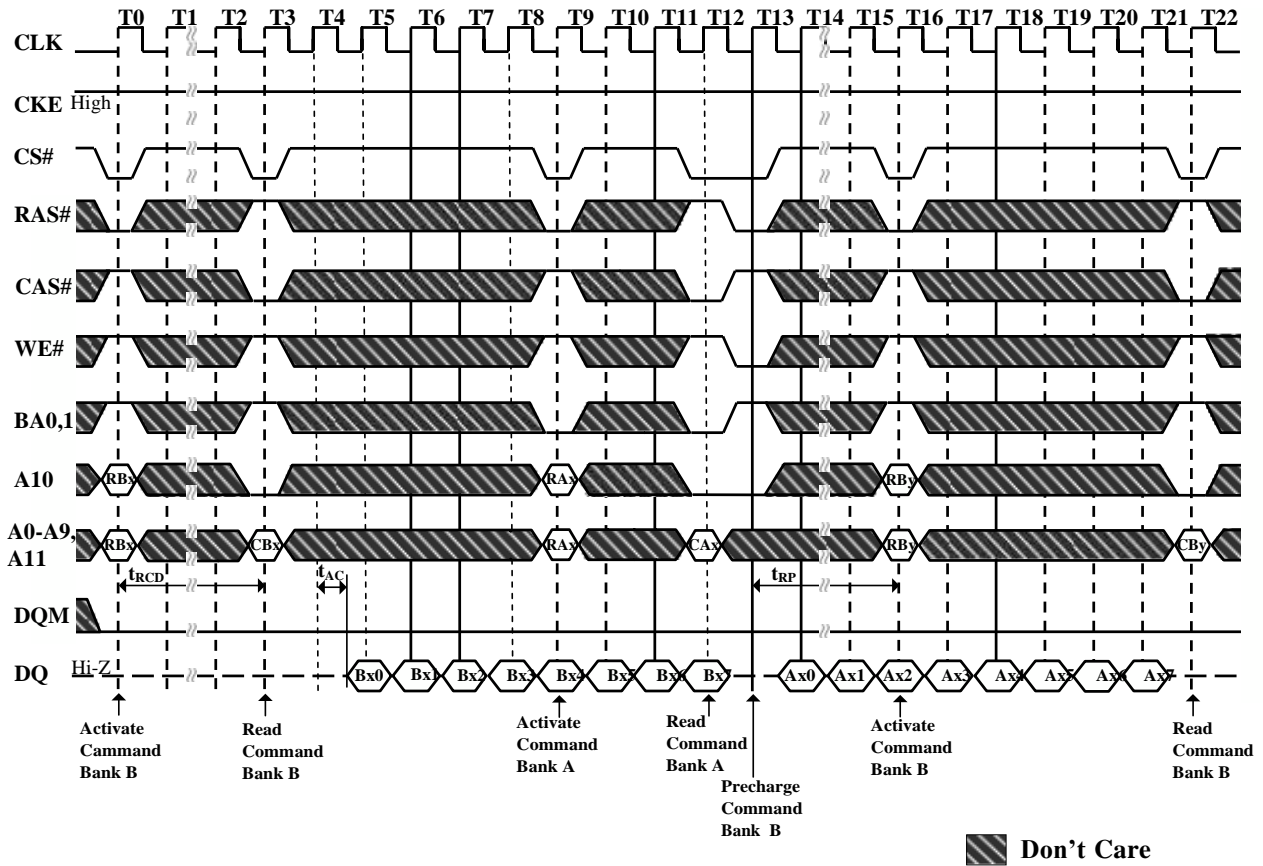 T0 T1 T2 T3 T4 T5 T6 T7 T8 T9 T10 T11 T12 T13 T14 T15 T16 T17 T18 T19 T20 T21 T22
CLK
CKE High
CS#
RAS#
CAS#
WE#
BA0,1
A10 RBx RAx RBy
A0-A9,
A11
RBx CBx RAx CAx RBy CBy
tRCD tAC tRP
DQM
DQ Hi-Z Bx0 Bx1 Bx2 Bx3 Bx4 Bx5 Bx6 Bx7 Ax0 Ax1 Ax2 Ax3 Ax4 Ax5 Ax6 Ax7
Activate
Cammand
Bank B
Read
Command
Bank B
Activate
Command
Bank A
Read
Command
Bank A
Precharge
Command
Bank B
Activate
Command
Bank B
Read
Command
Bank B
Don't Care